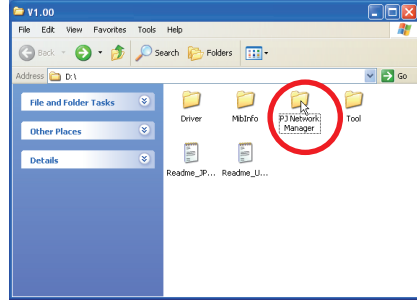 V1.00
File Edit View Favorites Tools Help
Back Search Folders
Address D:\ Go
File and Folder Tasks
Other Places
Details
Driver MibInfo PJ Network Manager Tool
Readme_JP... Readme_U...